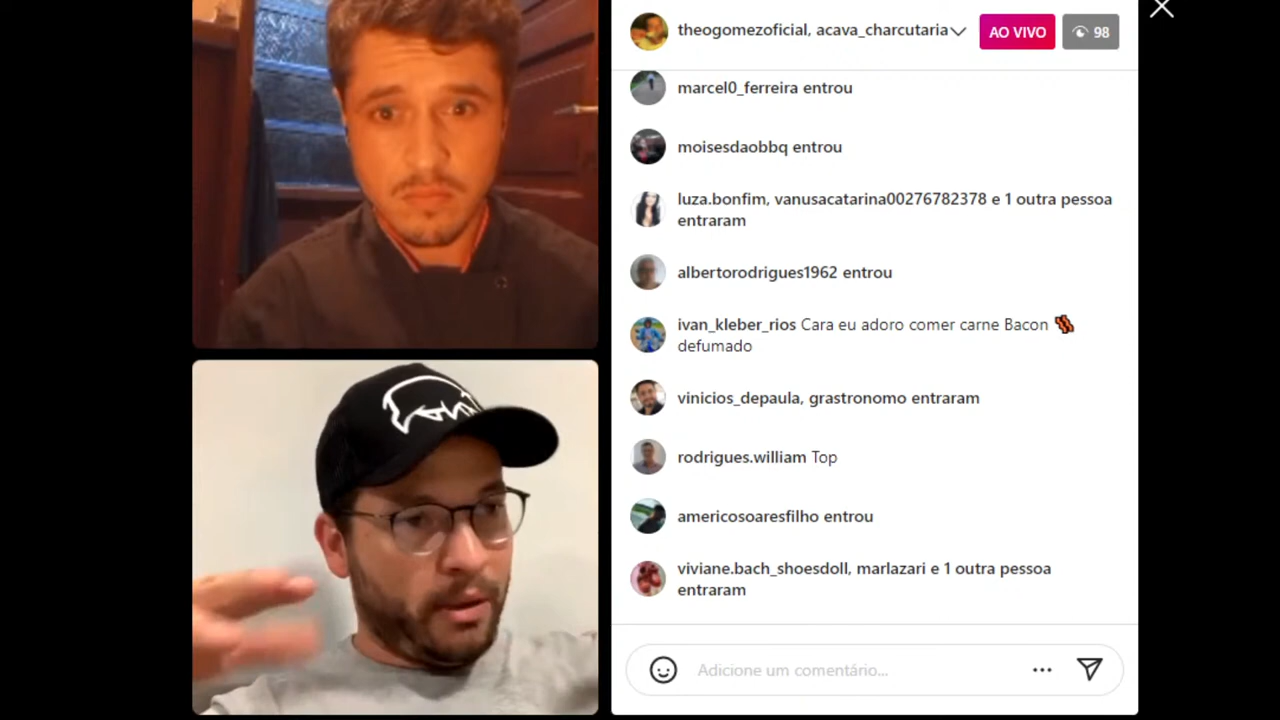 theogomezoficial, acava_charcutaria
AO VIVO
98
marcel0_ferreira entrou
moisesdaobbq entrou
luza.bonfim, vanusacatarina00276782378 e 1 outra pessoa
entraram
albertorodrigues1962 entrou
ivan_kleber_rios Cara eu adoro comer carne Bacon 🥓
defumado
vinicios_depaula, grastronomo entraram
rodrigues.william Top
americosoaresfilho entrou
viviane.bach_shoesdoll, marlazari e 1 outra pessoa
entraram
Adicione um comentário...